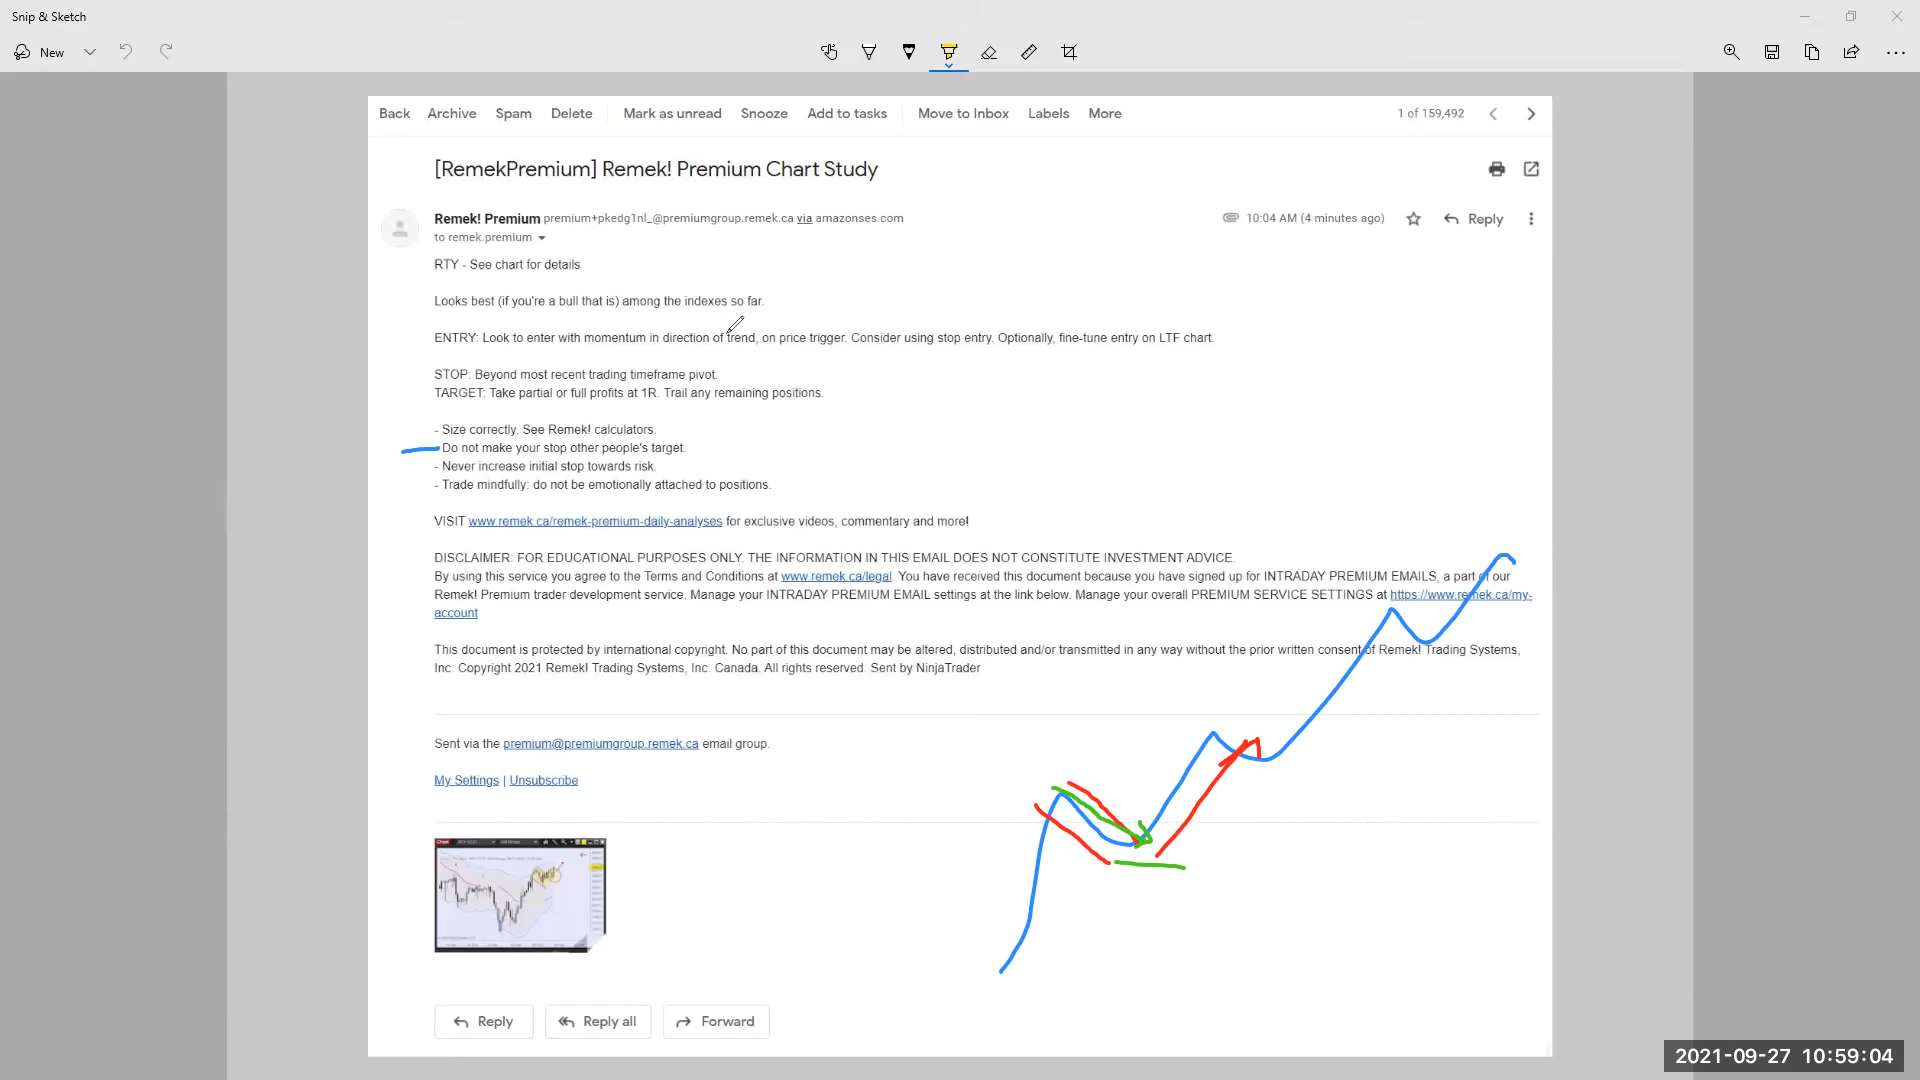 Snip & Sketch
New
Back Archive Spam Delete Mark as unread Snooze Add to tasks Move to Inbox Labels More 1 of 159,492
[RemekPremium] Remek! Premium Chart Study
Remek! Premium premium+pkedg1nl_@premiumgroup.remek.ca via amazonses.com 10:04 AM (4 minutes ago) Reply
to remek.premium
RTY - See chart for details
Looks best (if you're a bull that is) among the indexes so far.
ENTRY: Look to enter with momentum in direction of trend, on price trigger. Consider using stop entry. Optionally, fine-tune entry on LTF chart.
STOP: Beyond most recent trading timeframe pivot.
TARGET: Take partial or full profits at 1R. Trail any remaining positions.
- Size correctly. See Remek! calculators.
Do not make your stop other people's target.
- Never increase initial stop towards risk.
- Trade mindfully: do not be emotionally attached to positions.
VISIT www.remek.ca/remek-premium-daily-analyses for exclusive videos, commentary and more!
DISCLAIMER: FOR EDUCATIONAL PURPOSES ONLY. THE INFORMATION IN THIS EMAIL DOES NOT CONSTITUTE INVESTMENT ADVICE.
By using this service you agree to the Terms and Conditions at www.remek.ca/legal. You have received this document because you have signed up for INTRADAY PREMIUM EMAILS, a part of our
Remek! Premium trader development service. Manage your INTRADAY PREMIUM EMAIL settings at the link below. Manage your overall PREMIUM SERVICE SETTINGS at https://www.remek.ca/my-
account
This document is protected by international copyright. No part of this document may be altered, distributed and/or transmitted in any way without the prior written consent of Remek! Trading Systems,
Inc. Copyright 2021 Remek! Trading Systems, Inc. Canada. All rights reserved. Sent by NinjaTrader
Sent via the premium@premiumgroup.remek.ca email group.
My Settings | Unsubscribe
Reply Reply all Forward
2021-09-27 10:59:04